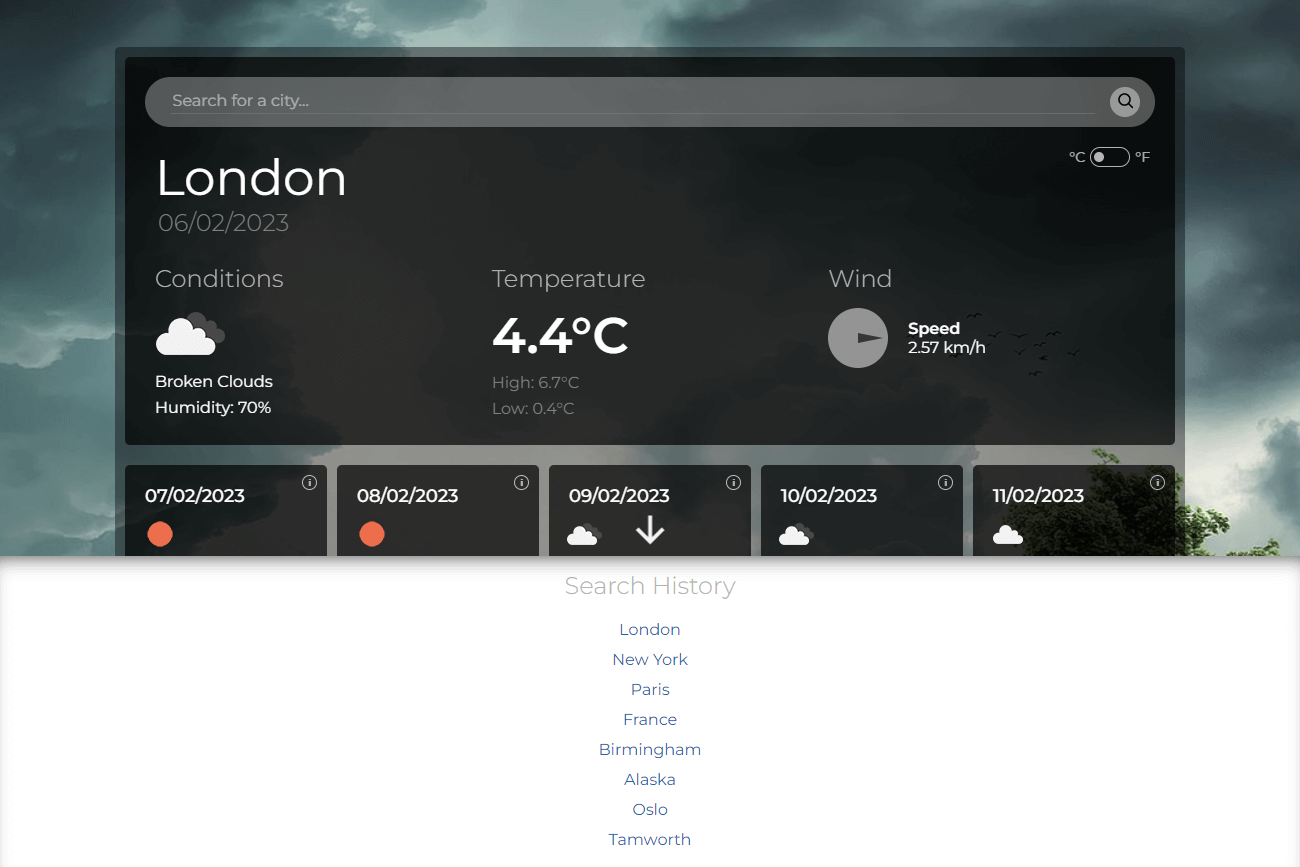 Search for a city...
°C °F
London
06/02/2023
Conditions
Temperature
Wind
4.4°C
Speed
2.57 km/h
Broken Clouds
Humidity: 70%
High: 6.7°C
Low: 0.4°C
07/02/2023
08/02/2023
09/02/2023
10/02/2023
11/02/2023
Search History
London
New York
Paris
France
Birmingham
Alaska
Oslo
Tamworth